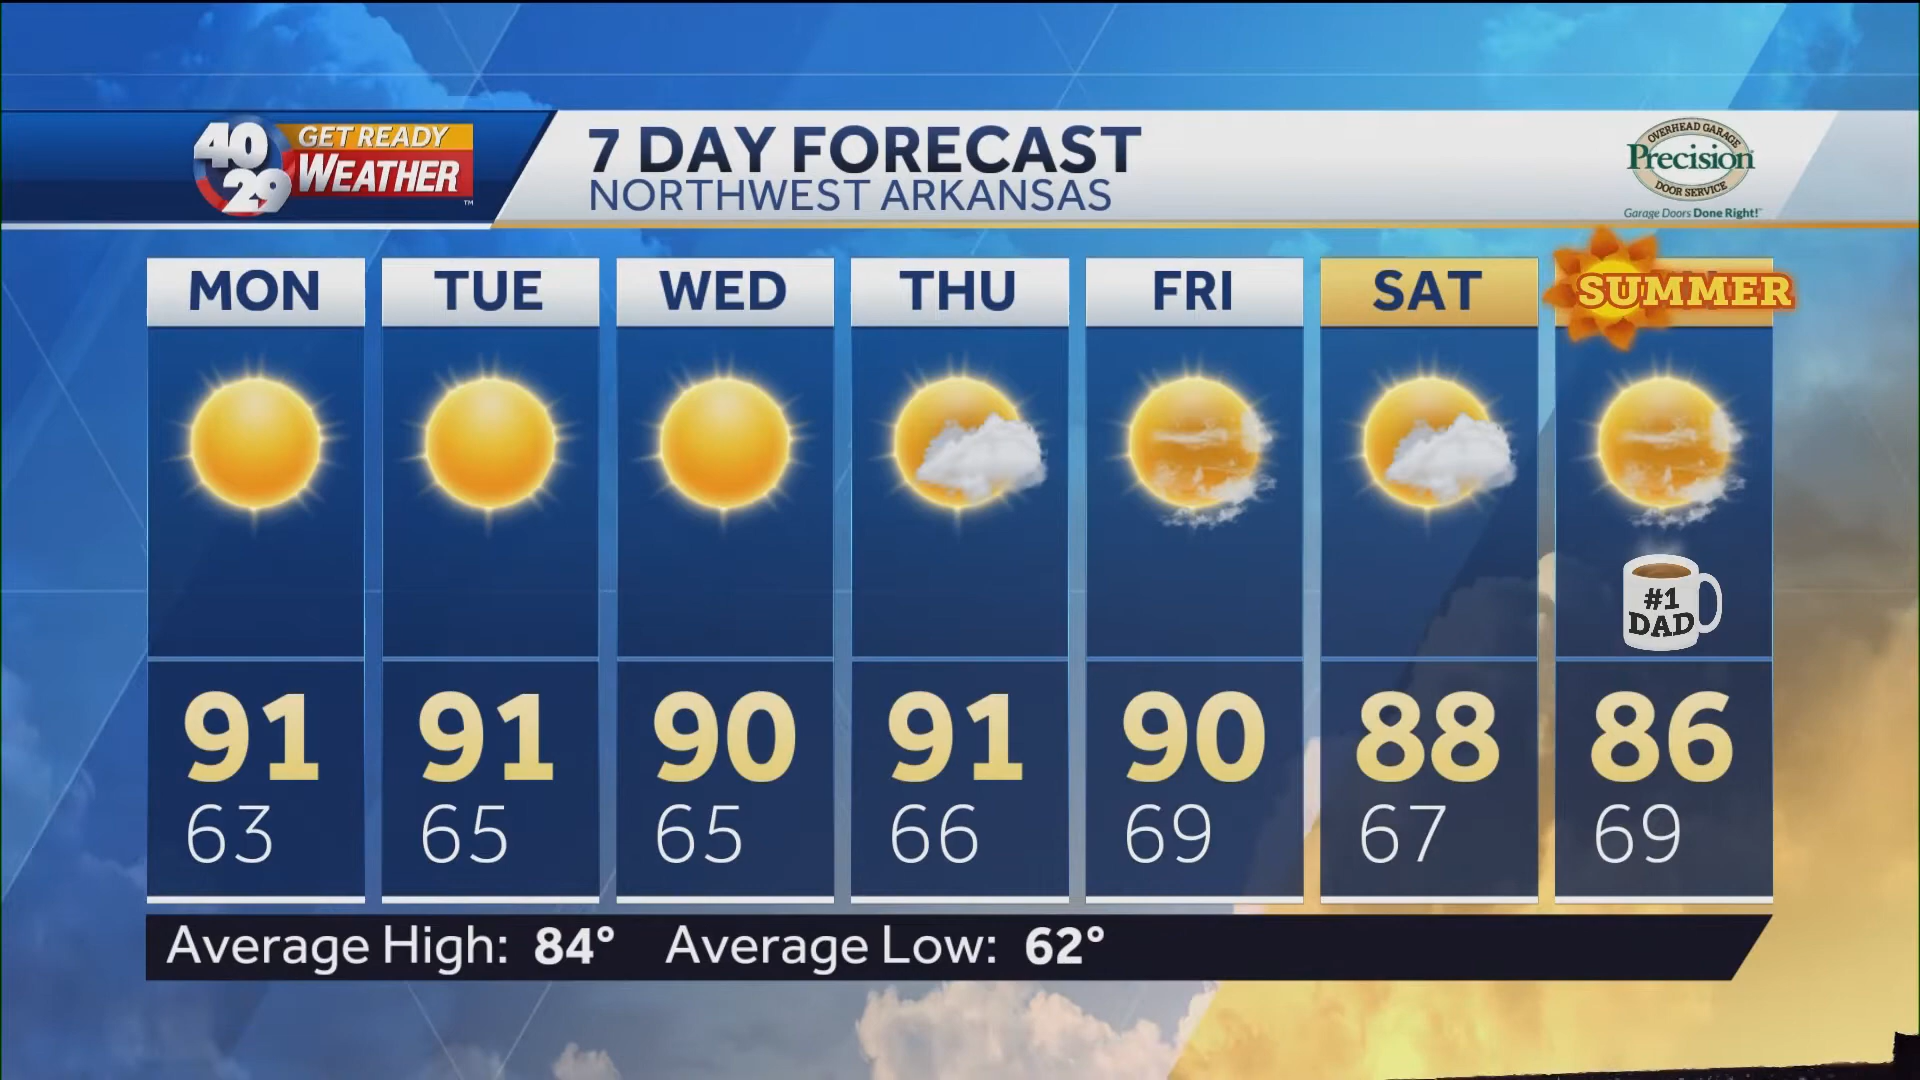 40
29
GET READY
WEATHER™
7 DAY FORECAST
NORTHWEST ARKANSAS
OVERHEAD GARAGE
Precision
DOOR SERVICE
Garage Doors Done Right!
MON
TUE
WED
THU
FRI
SAT
SUMMER
#1
DAD
91
91
90
91
90
88
86
63
65
65
66
69
67
69
Average High: 84° Average Low: 62°